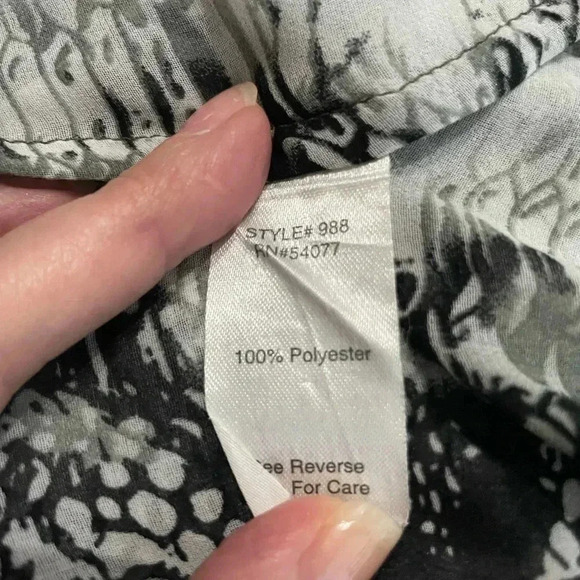 STYLE# 988
RN#54077
100% Polyester
See Reverse
For Care